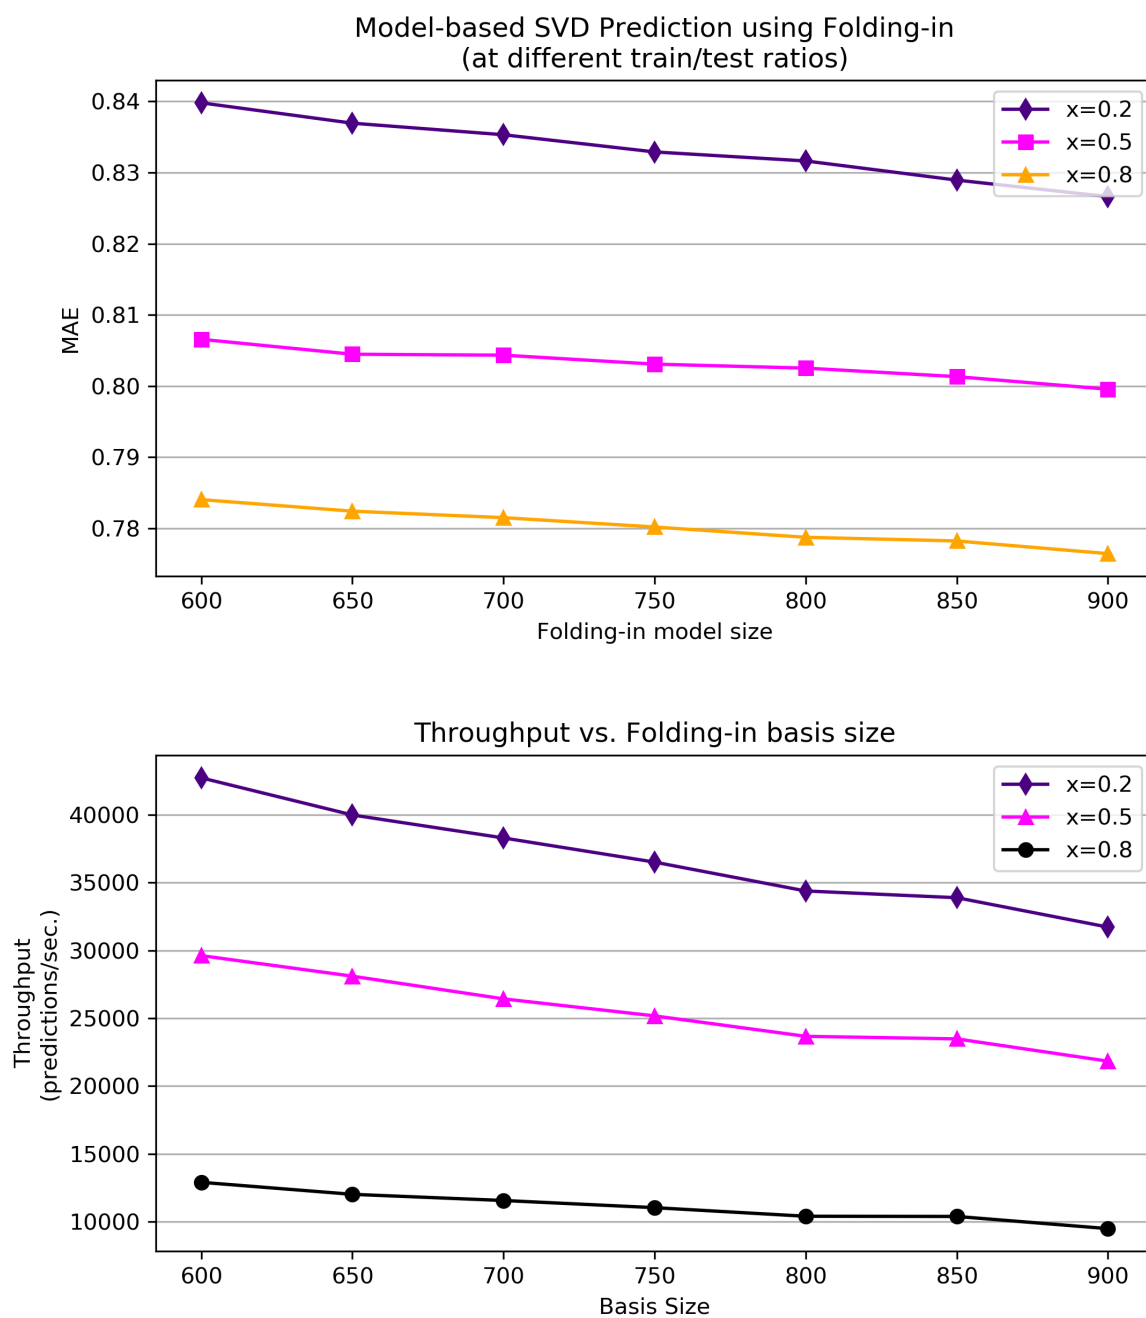 Model-based SVD Prediction using Folding-in
(at different train/test ratios)
0.84
0.83
0.82
0.81
0.80
0.79
0.78
MAE
x=0.2
x=0.5
x=0.8
600 650 700 750 800 850 900
Folding-in model size
Throughput vs. Folding-in basis size
40000
35000
30000
25000
20000
15000
10000
Throughput
(predictions/sec.)
x=0.2
x=0.5
x=0.8
600 650 700 750 800 850 900
Basis Size